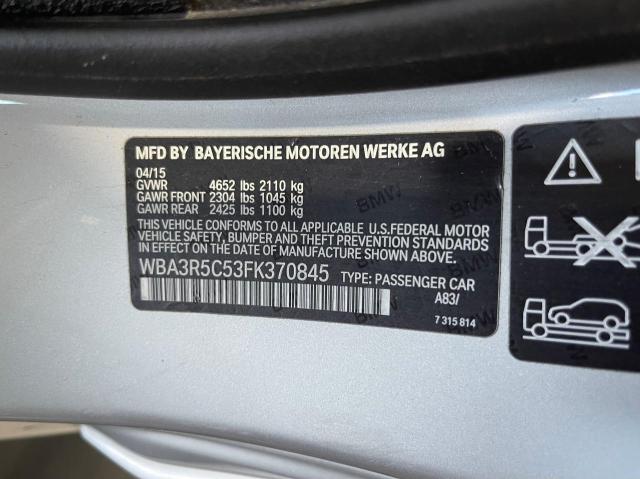 MFD BY BAYERISCHE MOTOREN WERKE AG
04/15
GVWR 4652 lbs 2110 kg
GAWR FRONT 2304 lbs 1045 kg
GAWR REAR 2425 lbs 1100 kg
THIS VEHICLE CONFORMS TO ALL APPLICABLE U.S.FEDERAL MOTOR
VEHICLE SAFETY, BUMPER, AND THEFT PREVENTION STANDARDS
IN EFFECT ON THE DATE OF MANUFACTURE SHOWN ABOVE.
WBA3R5C53FK370845 TYPE: PASSENGER CAR
A83/
7 315 814